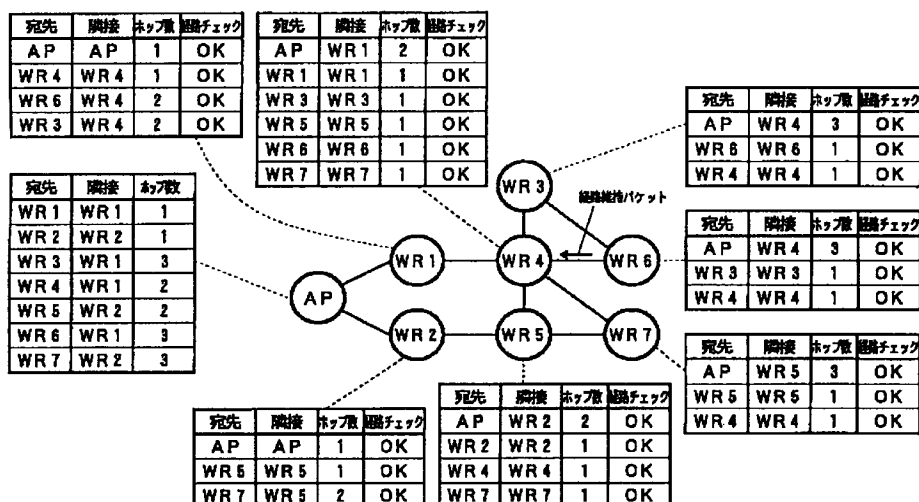 宛先 隣接 ホップ数 経路チェック
AP AP 1 OK
WR4 WR4 1 OK
WR6 WR4 2 OK
WR3 WR4 2 OK
宛先 隣接 ホップ数 経路チェック
AP WR1 2 OK
WR1 WR1 1 OK
WR3 WR3 1 OK
WR5 WR5 1 OK
WR6 WR6 1 OK
WR7 WR7 1 OK
宛先 隣接 ホップ数 経路チェック
AP WR4 3 OK
WR6 WR6 1 OK
WR4 WR4 1 OK
宛先 隣接 ホップ数
WR1 WR1 1
WR2 WR2 1
WR3 WR1 3
WR4 WR1 2
WR5 WR2 2
WR6 WR1 3
WR7 WR2 3
WR3
経路維持パケット
WR1
WR4
WR6
AP
WR2
WR5
WR7
宛先 隣接 ホップ数 経路チェック
AP WR4 3 OK
WR3 WR3 1 OK
WR4 WR4 1 OK
宛先 隣接 ホップ数 経路チェック
AP WR5 3 OK
WR5 WR5 1 OK
WR4 WR4 1 OK
宛先 隣接 ホップ数 経路チェック
AP AP 1 OK
WR5 WR5 1 OK
WR7 WR5 2 OK
宛先 隣接 ホップ数 経路チェック
AP WR2 2 OK
WR2 WR2 1 OK
WR4 WR4 1 OK
WR7 WR7 1 OK